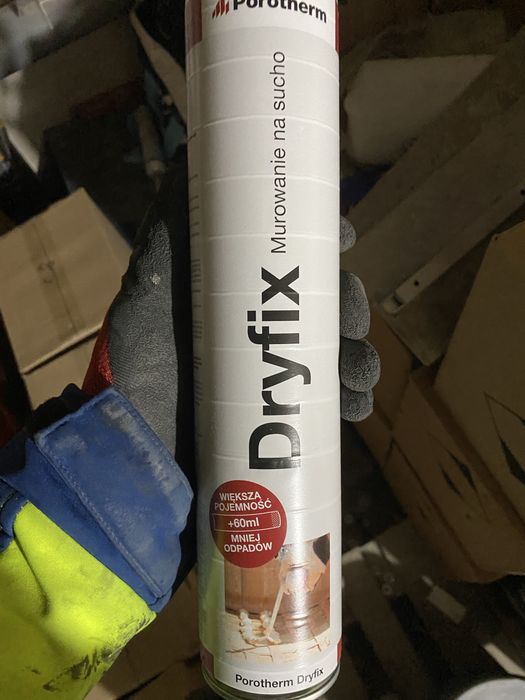 Porotherm
Dryfix Murowanie na sucho
WIĘKSZA
POJEMNOŚĆ
+60ml
MNIEJ
ODPADÓW
Porotherm Dryfix